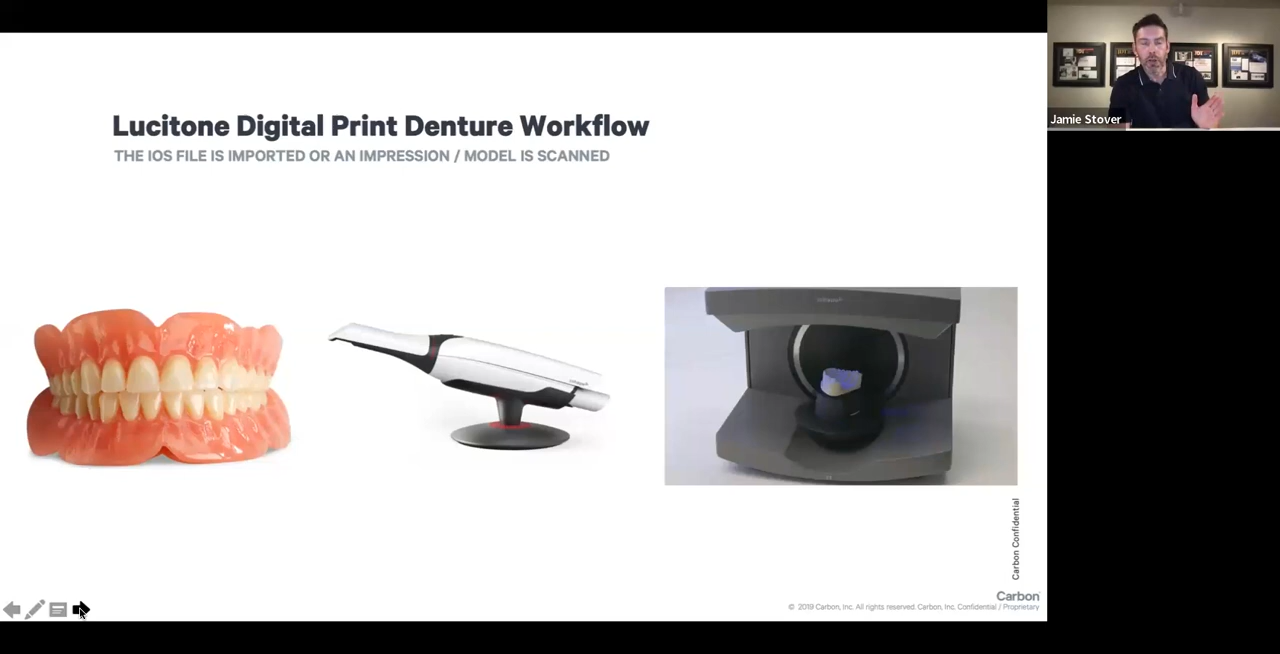 Lucitone Digital Print Denture Workflow
THE IOS FILE IS IMPORTED OR AN IMPRESSION / MODEL IS SCANNED
Jamie Stover
Carbon Confidential
Carbon
© 2019 Carbon, Inc. All rights reserved. Carbon, Inc. Confidential / Proprietary